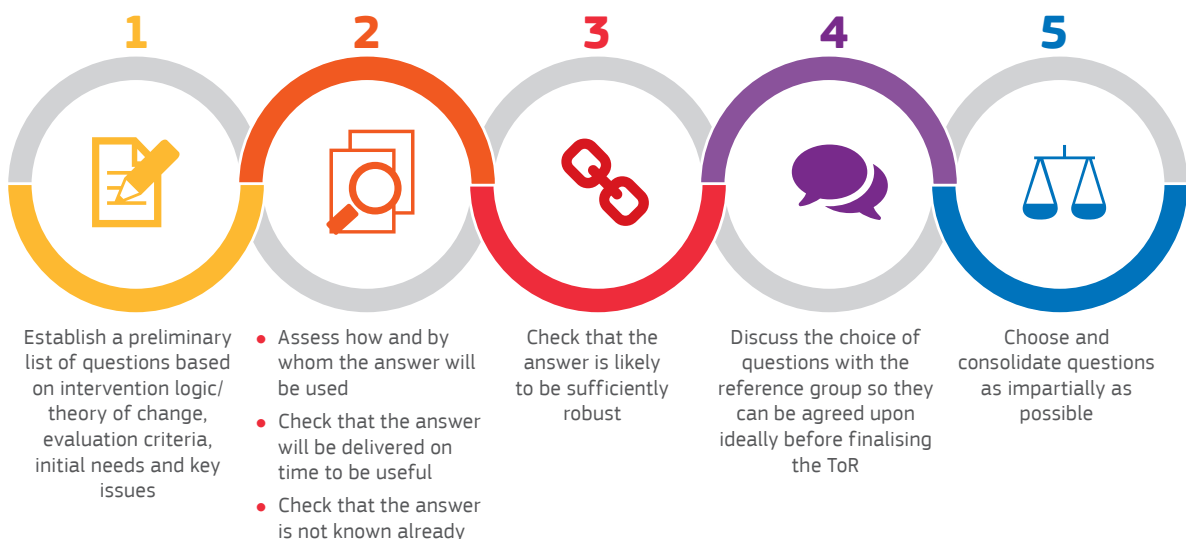 1
Establish a preliminary
list of questions based
on intervention logic/
theory of change,
evaluation criteria,
initial needs and key
issues
2
• Assess how and by
whom the answer will
be used
• Check that the answer
will be delivered on
time to be useful
• Check that the answer
is not known already
3
Check that the
answer is likely
to be sufficiently
robust
4
Discuss the choice of
questions with the
reference group so they
can be agreed upon
ideally before finalising
the ToR
5
Choose and
consolidate questions
as impartially as
possible